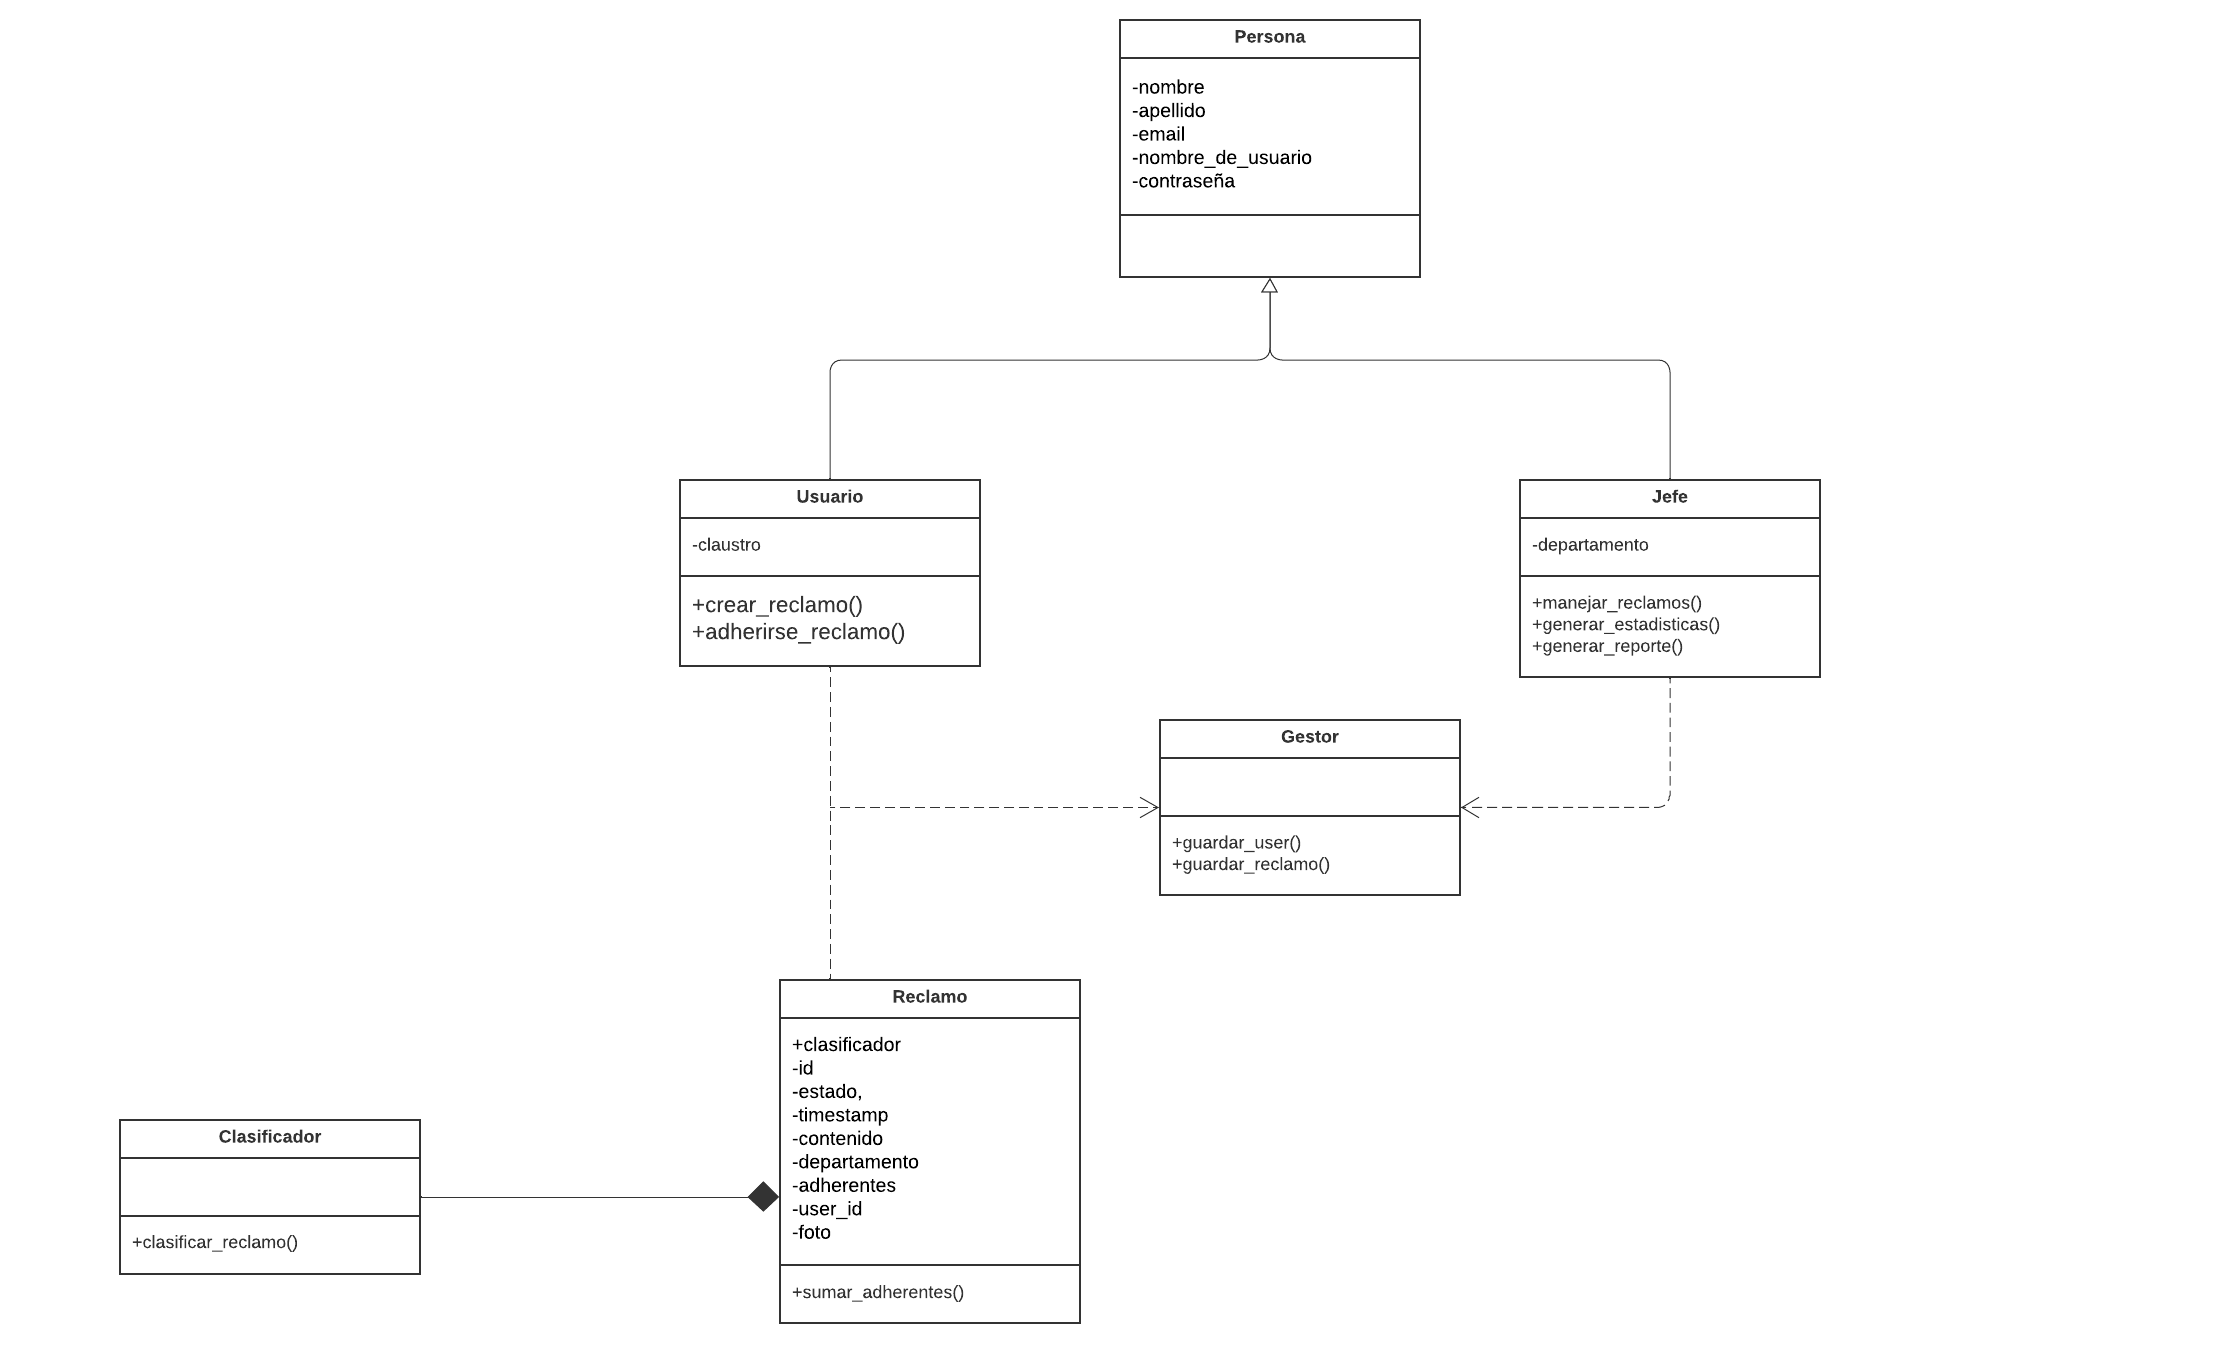 Persona
-nombre
-apellido
-email
-nombre_de_usuario
-contraseña
Usuario
-claustro
+crear_reclamo()
+adherirse_reclamo()
Jefe
-departamento
+manejar_reclamos()
+generar_estadisticas()
+generar_reporte()
Gestor
+guardar_user()
+guardar_reclamo()
Reclamo
+clasificador
-id
-estado,
-timestamp
-contenido
-departamento
-adherentes
-user_id
-foto
+sumar_adherentes()
Clasificador
+clasificar_reclamo()